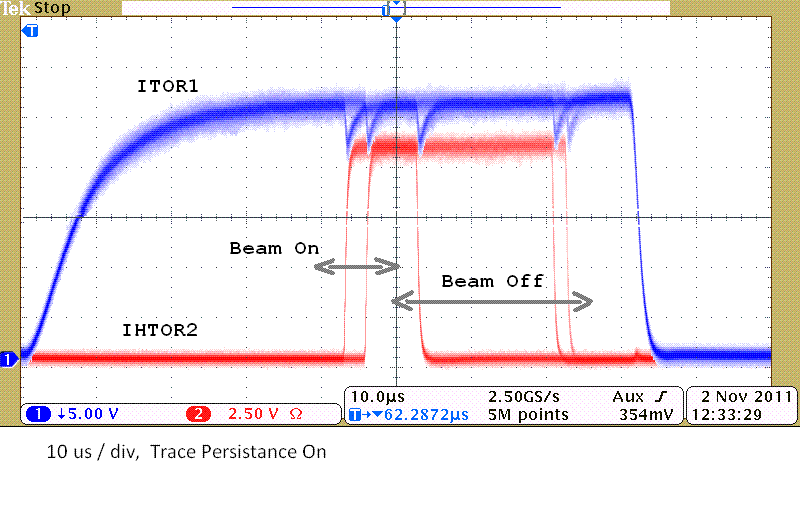 Tek Stop
T
ITOR1
Beam On
Beam Off
IHTOR2
1
1 ↓5.00 V 2 2.50 V Ω
10.0µs 2.50GS/s Aux ƒ
T→▼62.2872µs 5M points 354mV
2 Nov 2011
12:33:29
10 us / div, Trace Persistance On